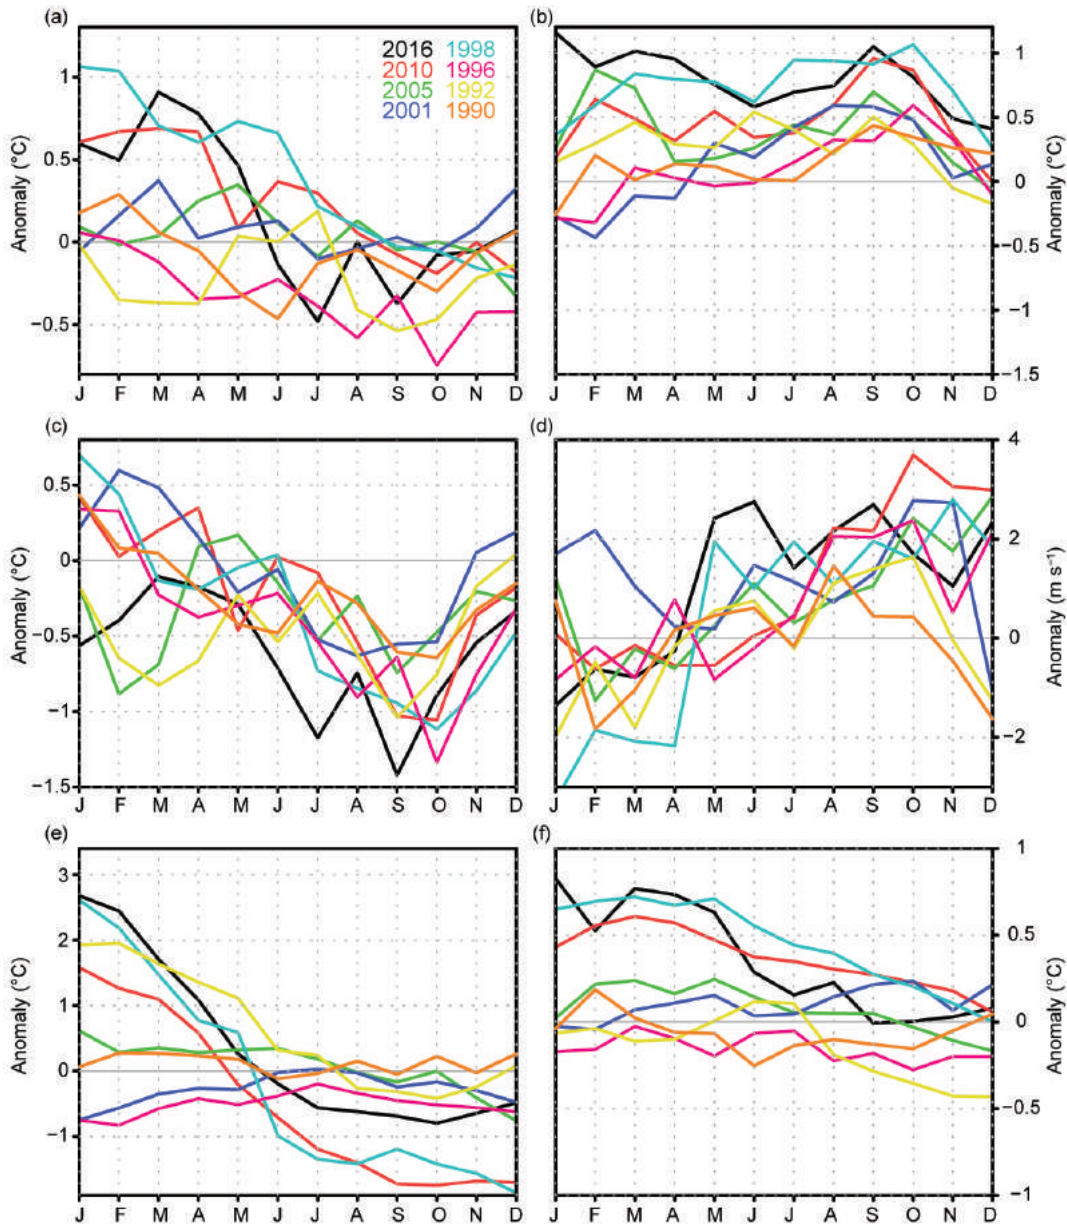 (a) (b)
2016 1998
2010 1996
2005 1992
2001 1990
1
0.5
0
−0.5
Anomaly (°C)
J F M A M J J A S O N D
1
0.5
0
−0.5
−1
−1.5
Anomaly (°C)
J F M A M J J A S O N D
(c) (d)
0.5
0
−0.5
−1
−1.5
Anomaly (°C)
J F M A M J J A S O N D
4
2
0
−2
Anomaly (m s⁻¹)
J F M A M J J A S O N D
(e) (f)
3
2
1
0
−1
Anomaly (°C)
J F M A M J J A S O N D
1
0.5
0
−0.5
−1
Anomaly (°C)
J F M A M J J A S O N D